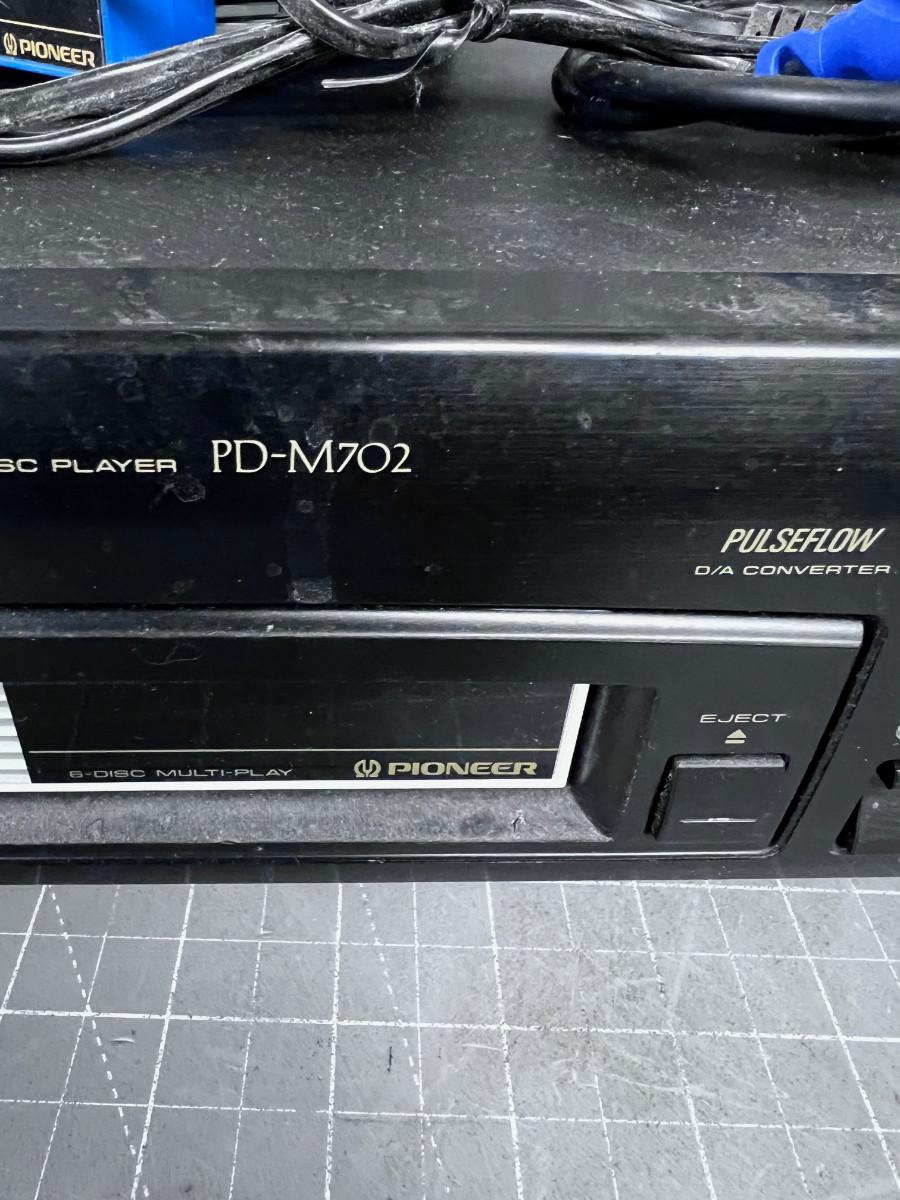 PIONEER
SC PLAYER PD-M702
PULSEFLOW
D/A CONVERTER
EJECT
6-DISC MULTI-PLAY PIONEER